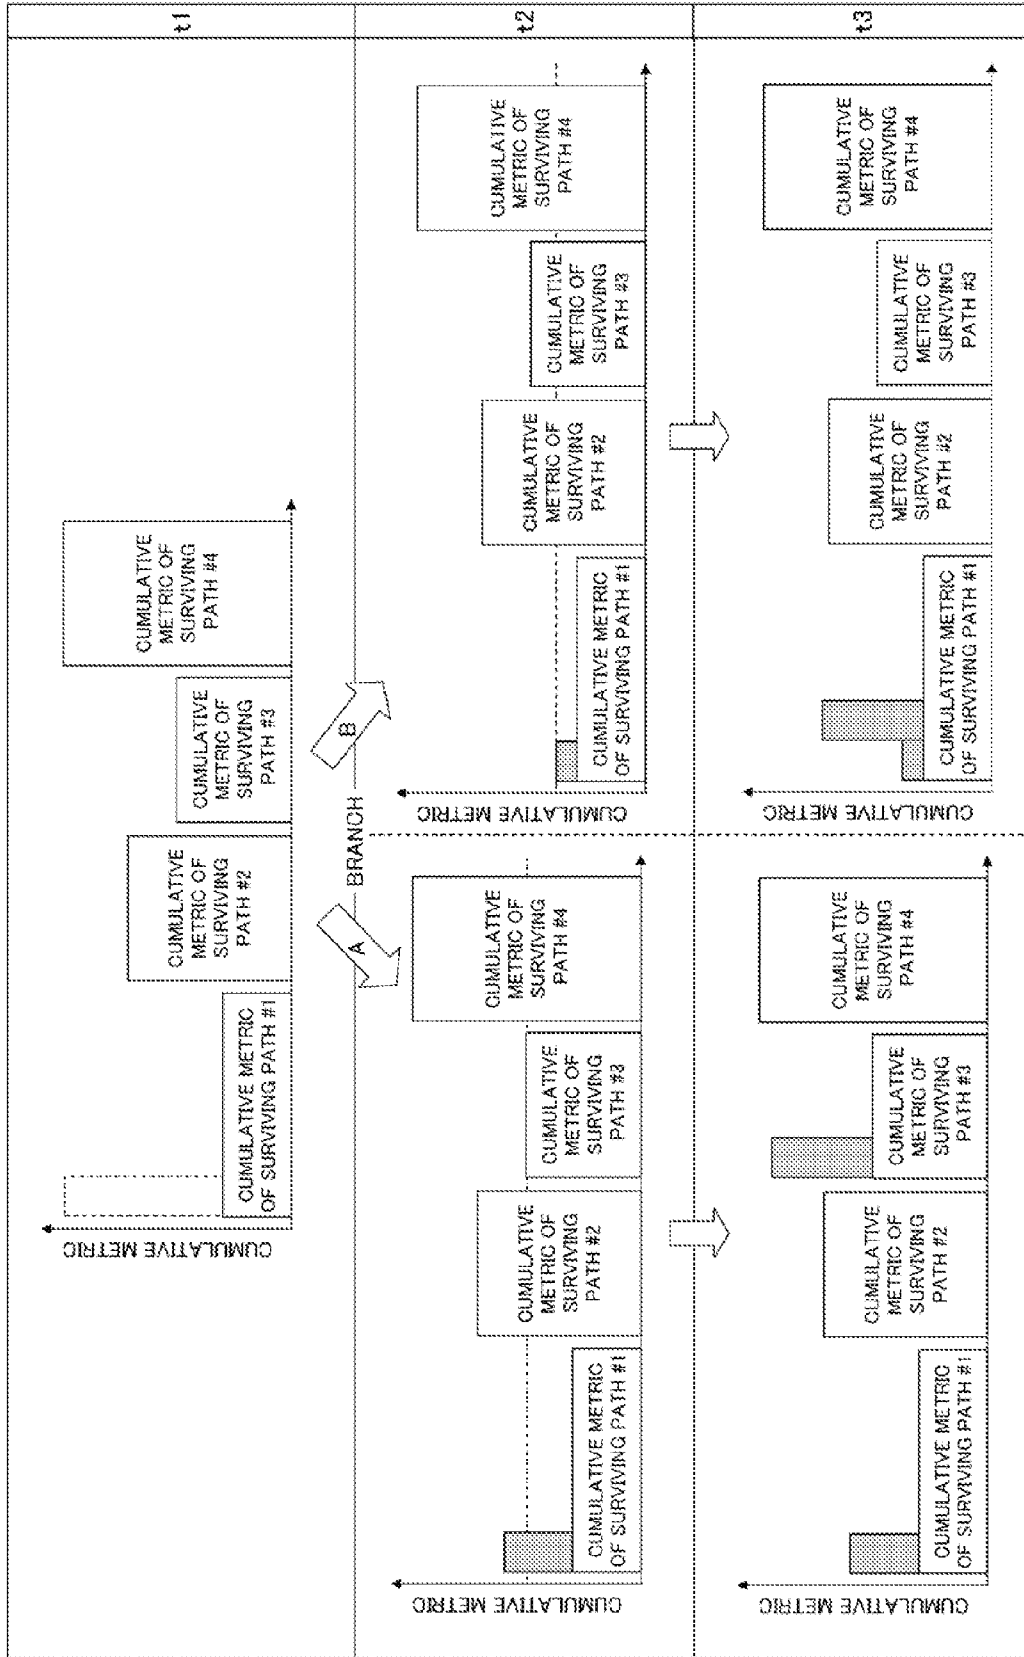 t1
CUMULATIVE METRIC
CUMULATIVE METRIC
OF SURVIVING PATH #1
CUMULATIVE
METRIC OF
SURVIVING
PATH #2
CUMULATIVE
METRIC OF
SURVIVING
PATH #3
CUMULATIVE
METRIC OF
SURVIVING
PATH #4
A
BRANCH
B
t2
CUMULATIVE METRIC
CUMULATIVE METRIC
OF SURVIVING PATH #1
CUMULATIVE
METRIC OF
SURVIVING
PATH #2
CUMULATIVE
METRIC OF
SURVIVING
PATH #3
CUMULATIVE
METRIC OF
SURVIVING
PATH #4
CUMULATIVE METRIC
CUMULATIVE METRIC
OF SURVIVING PATH #1
CUMULATIVE
METRIC OF
SURVIVING
PATH #2
CUMULATIVE
METRIC OF
SURVIVING
PATH #3
CUMULATIVE
METRIC OF
SURVIVING
PATH #4
t3
CUMULATIVE METRIC
CUMULATIVE METRIC
OF SURVIVING PATH #1
CUMULATIVE
METRIC OF
SURVIVING
PATH #2
CUMULATIVE
METRIC OF
SURVIVING
PATH #3
CUMULATIVE
METRIC OF
SURVIVING
PATH #4
CUMULATIVE METRIC
CUMULATIVE METRIC
OF SURVIVING PATH #1
CUMULATIVE
METRIC OF
SURVIVING
PATH #2
CUMULATIVE
METRIC OF
SURVIVING
PATH #3
CUMULATIVE
METRIC OF
SURVIVING
PATH #4